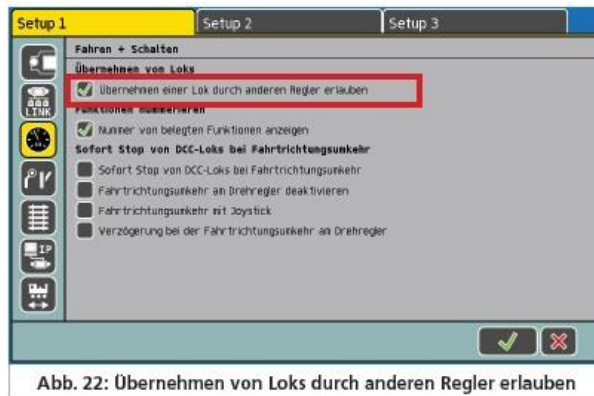 Setup 1
Setup 2
Setup 3
Fahren + Schalten
Übernehmen von Loks
Übernehmen einer Lok durch anderen Regler erlauben
Funktionen nummerieren
Nummer von belegten Funktionen anzeigen
Sofort Stop von DCC-Loks bei Fahrtrichtungsumkehr
Sofort Stop von DCC-Loks bei Fahrtrichtungsumkehr
Fahrtrichtungsumkehr am Drehregler deaktivieren
Fahrtrichtungsumkehr mit Joystick
Verzögerung bei der Fahrtrichtungsumkehr an Drehregler
LINK
IP
Abb. 22: Übernehmen von Loks durch anderen Regler erlauben